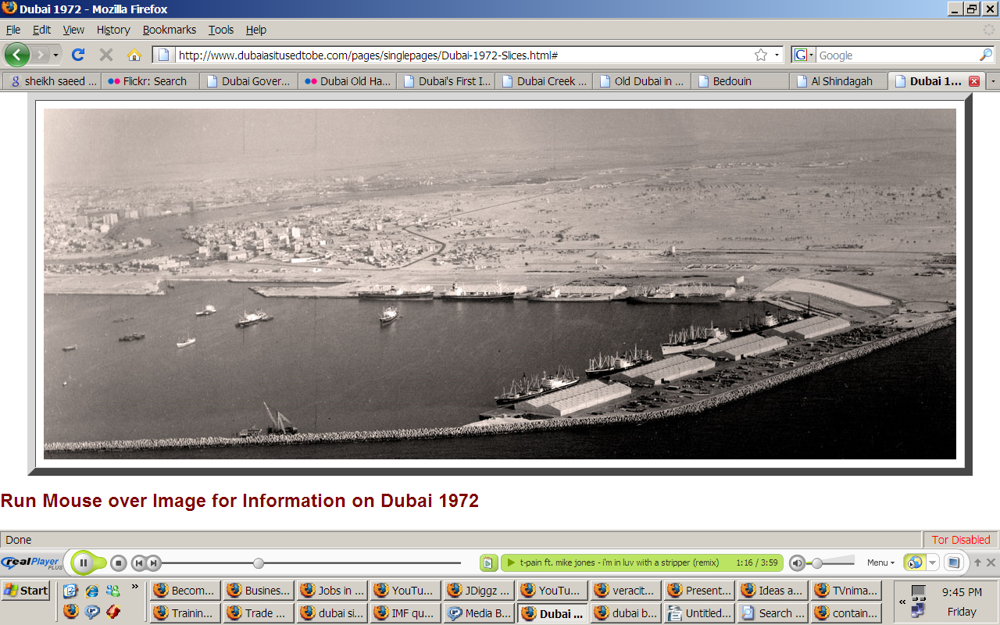 Dubai 1972 - Mozilla Firefox
File Edit View History Bookmarks Tools Help
http://www.dubaiasitusedtobe.com/pages/singlepages/Dubai-1972-Slices.html# G Google
sheikh saeed ... Flickr: Search Dubai Gover... Dubai Old Ha... Dubai's First I... Dubai Creek ... Old Dubai in ... Bedouin Al Shindagah Dubai 1...
Run Mouse over Image for Information on Dubai 1972
Done Tor Disabled
realPlayer PLUS t-pain ft. mike jones - i'm in luv with a stripper (remix) 1:16 / 3:59 Menu
Start » Becom... Busines... Jobs in ... YouTu... JDiggz ... YouTu... veracit... Present... Ideas a... TVnima... « 9:45 PM
Trainin... Trade ... dubai si... IMF qu... Media B... Dubai ... dubai b... Untitled... Search ... contain... Friday